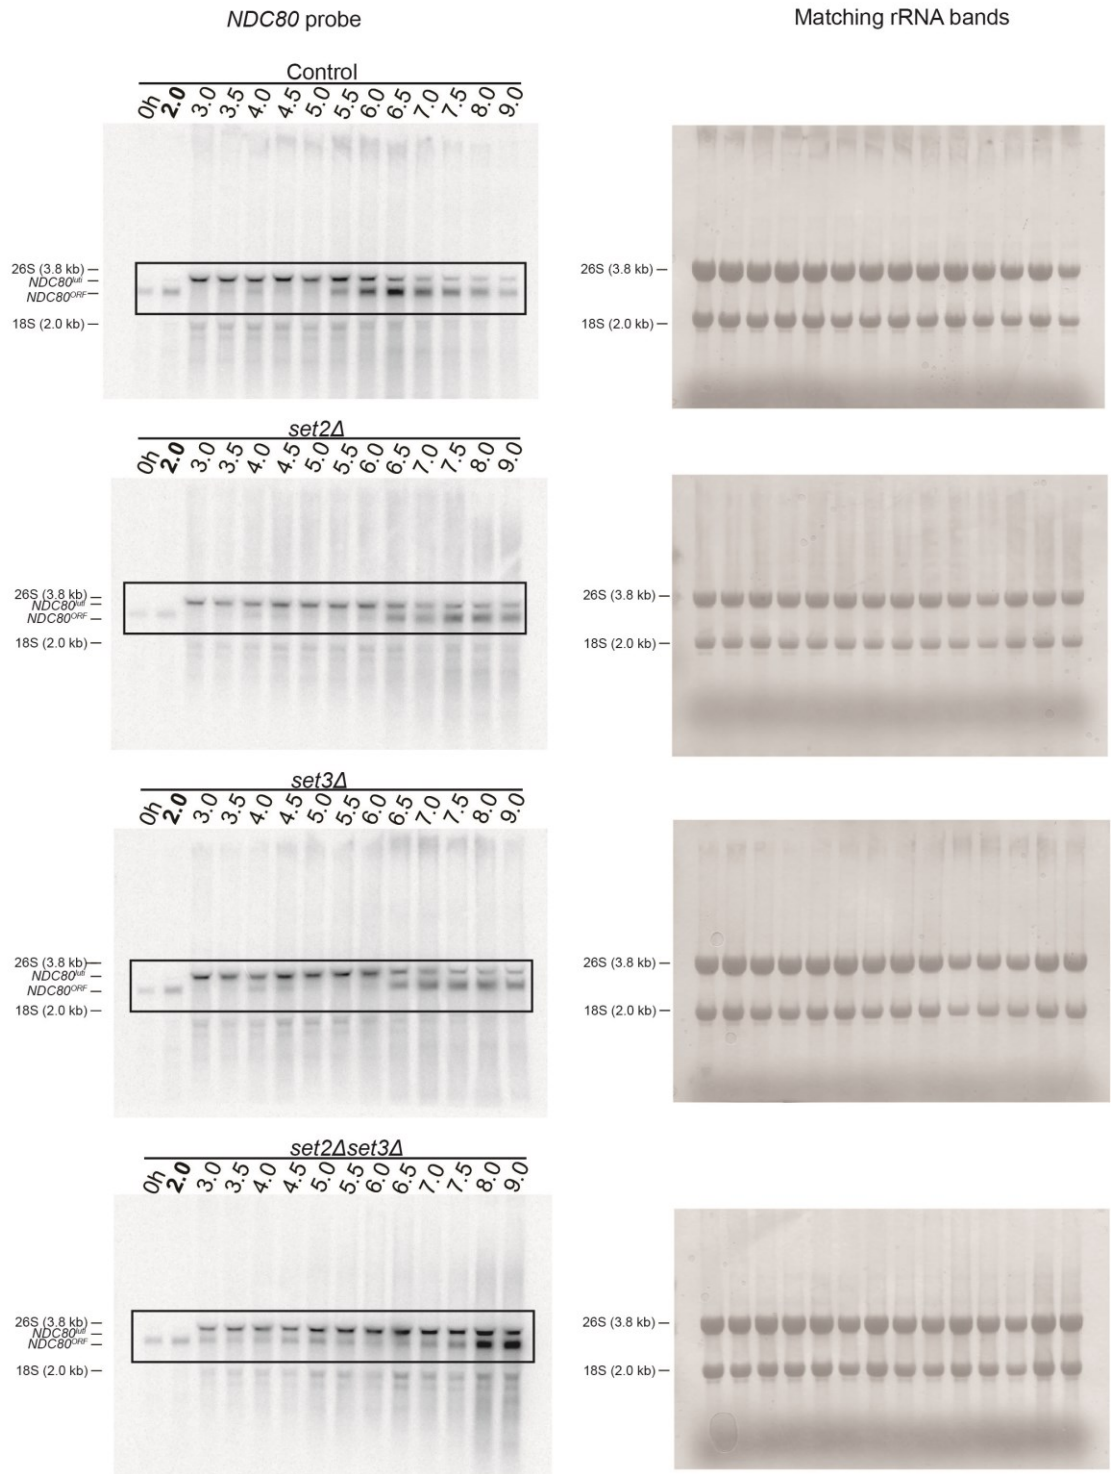 NDC80 probe
Matching rRNA bands
Control
0h 2.0 3.0 3.5 4.0 4.5 5.0 5.5 6.0 6.5 7.0 7.5 8.0 9.0
26S (3.8 kb)
NDC80luti
NDC80ORF
18S (2.0 kb)
26S (3.8 kb)
18S (2.0 kb)
set2Δ
0h 2.0 3.0 3.5 4.0 4.5 5.0 5.5 6.0 6.5 7.0 7.5 8.0 9.0
26S (3.8 kb)
NDC80luti
NDC80ORF
18S (2.0 kb)
26S (3.8 kb)
18S (2.0 kb)
set3Δ
0h 2.0 3.0 3.5 4.0 4.5 5.0 5.5 6.0 6.5 7.0 7.5 8.0 9.0
26S (3.8 kb)
NDC80luti
NDC80ORF
18S (2.0 kb)
26S (3.8 kb)
18S (2.0 kb)
set2Δset3Δ
0h 2.0 3.0 3.5 4.0 4.5 5.0 5.5 6.0 6.5 7.0 7.5 8.0 9.0
26S (3.8 kb)
NDC80luti
NDC80ORF
18S (2.0 kb)
26S (3.8 kb)
18S (2.0 kb)